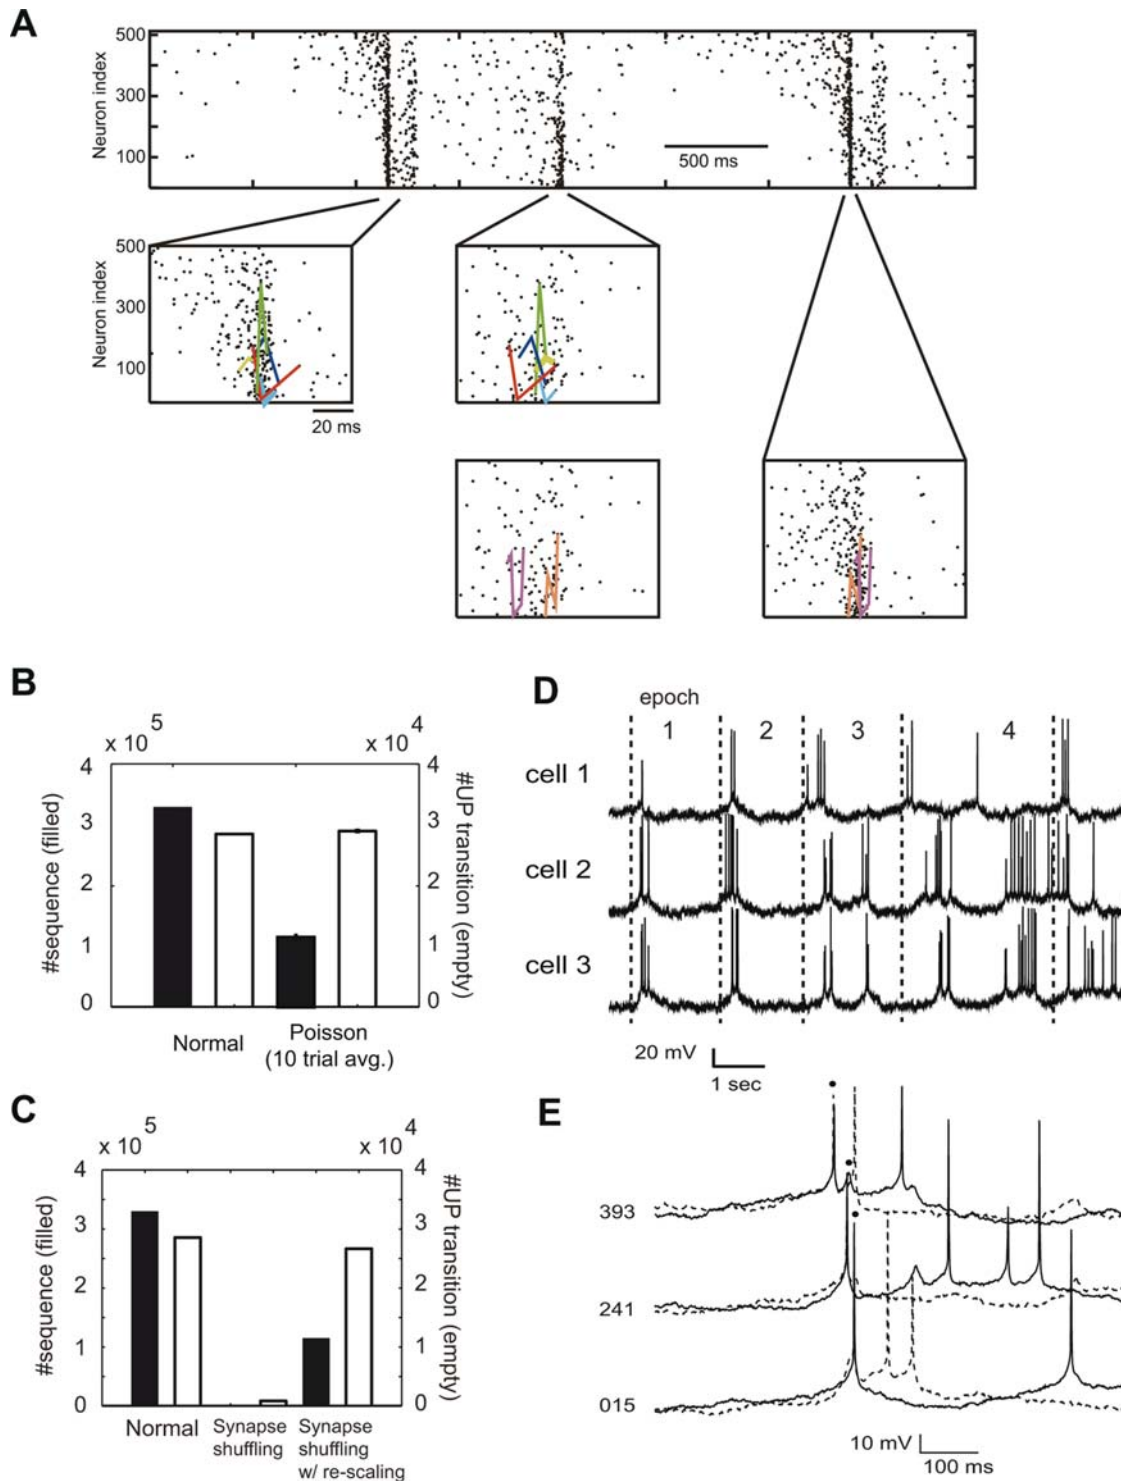 A
Neuron index
500
300
100
500 ms
Neuron index
500
300
100
20 ms
B
x 10 5
x 10 4
#sequence (filled)
4
3
2
1
0
4
3
2
1
0
#UP transition (empty)
Normal
Poisson
(10 trial avg.)
C
x 10 5
x 10 4
#sequence (filled)
4
3
2
1
0
4
3
2
1
0
#UP transition (empty)
Normal
Synapse
shuffling
Synapse
shuffling
w/ re-scaling
D
epoch
1 2 3 4
cell 1
cell 2
cell 3
20 mV
1 sec
E
393
241
015
10 mV
100 ms